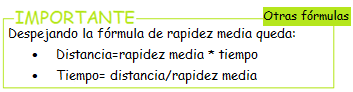 IMPORTANTE
Otras fórmulas
Despejando la fórmula de rapidez media queda:
• Distancia=rapidez media * tiempo
• Tiempo= distancia/rapidez media